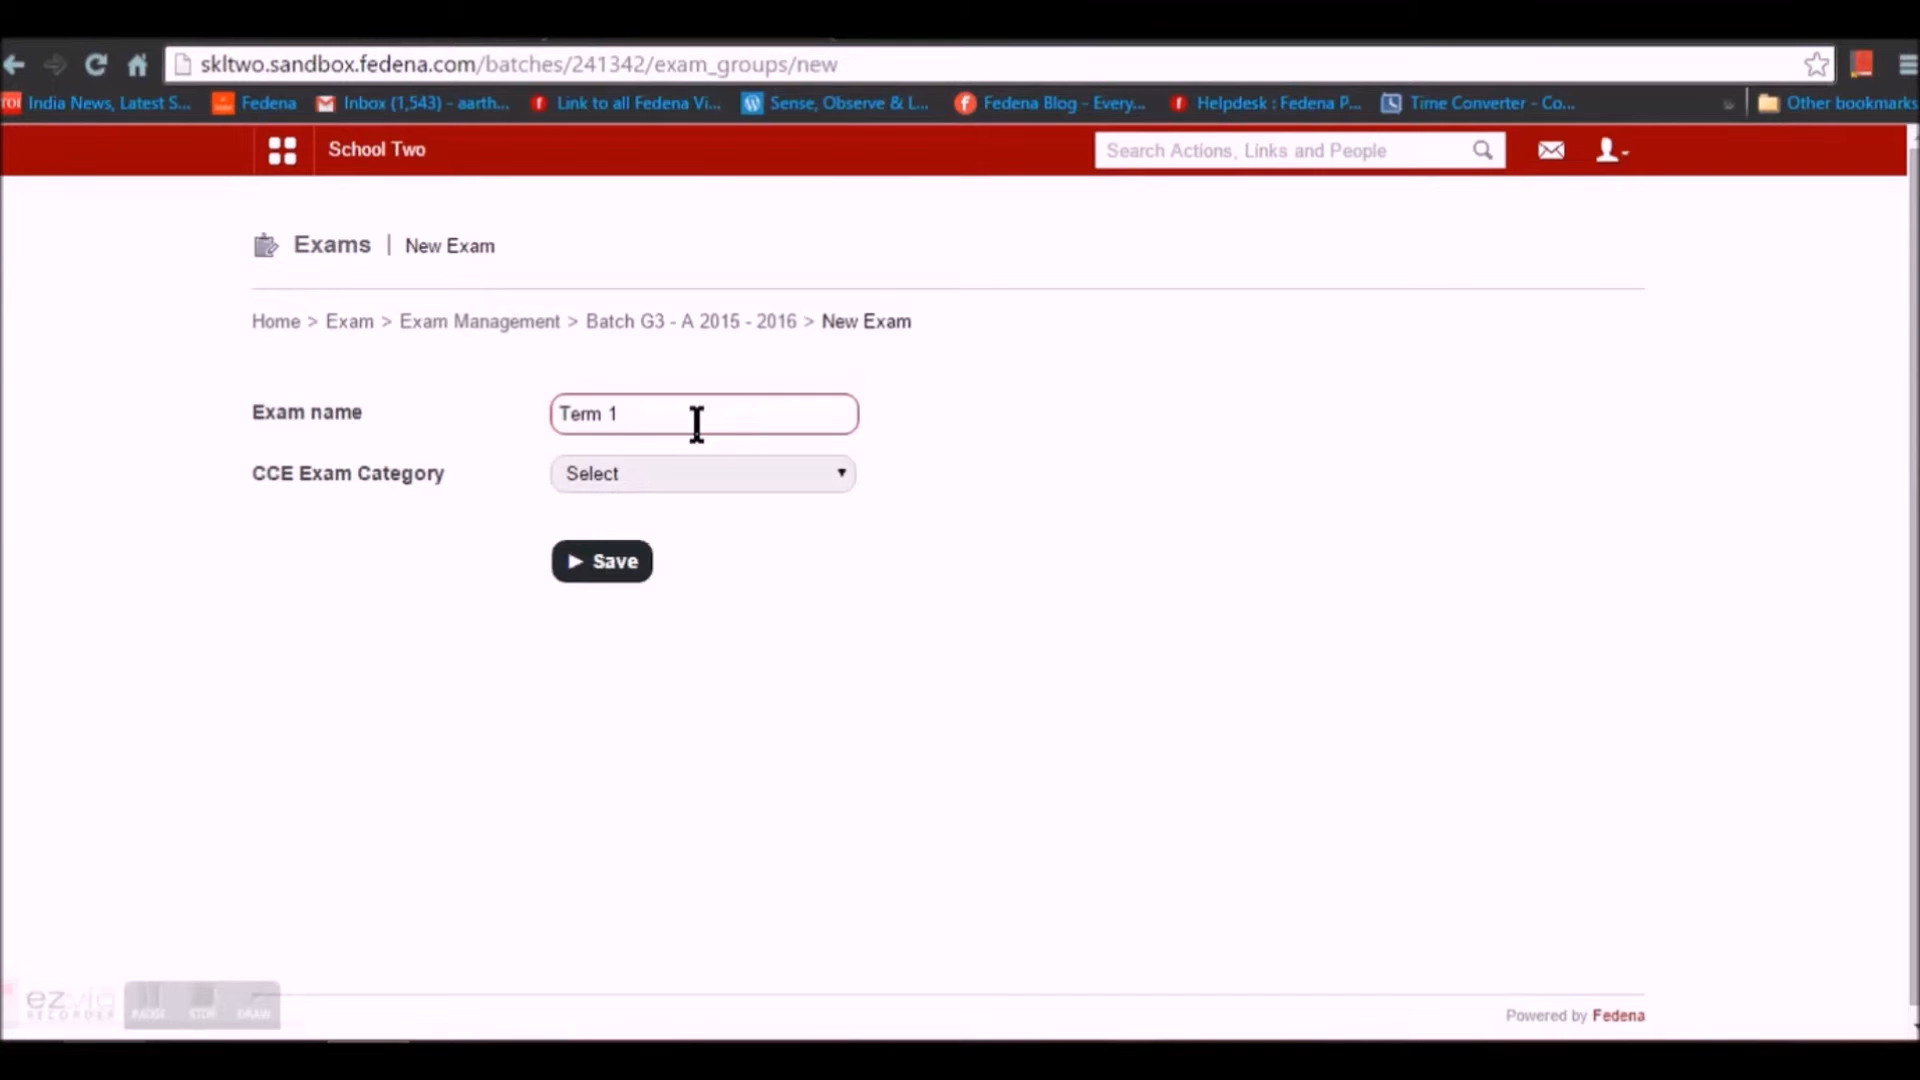 skltwo.sandbox.fedena.com/batches/241342/exam_groups/new
India News, Latest S... Fedena Inbox (1,543) - aarth... Link to all Fedena Vi... Sense, Observe & L... Fedena Blog - Every... Helpdesk : Fedena P... Time Converter - Co... » Other bookmarks
School Two Search Actions, Links and People
Exams | New Exam
Home > Exam > Exam Management > Batch G3 - A 2015 - 2016 > New Exam
Exam name Term 1
CCE Exam Category Select
Save
ezvid
RECORDER STOP DRAW
Powered by Fedena